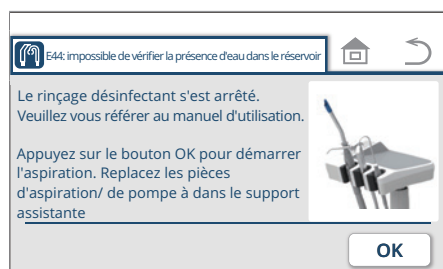 E44: impossible de vérifier la présence d'eau dans le réservoir
Le rinçage désinfectant s'est arrêté.
Veuillez vous référer au manuel d'utilisation.
Appuyez sur le bouton OK pour démarrer
l'aspiration. Replacez les pièces
d'aspiration/ de pompe à dans le support
assistante
OK